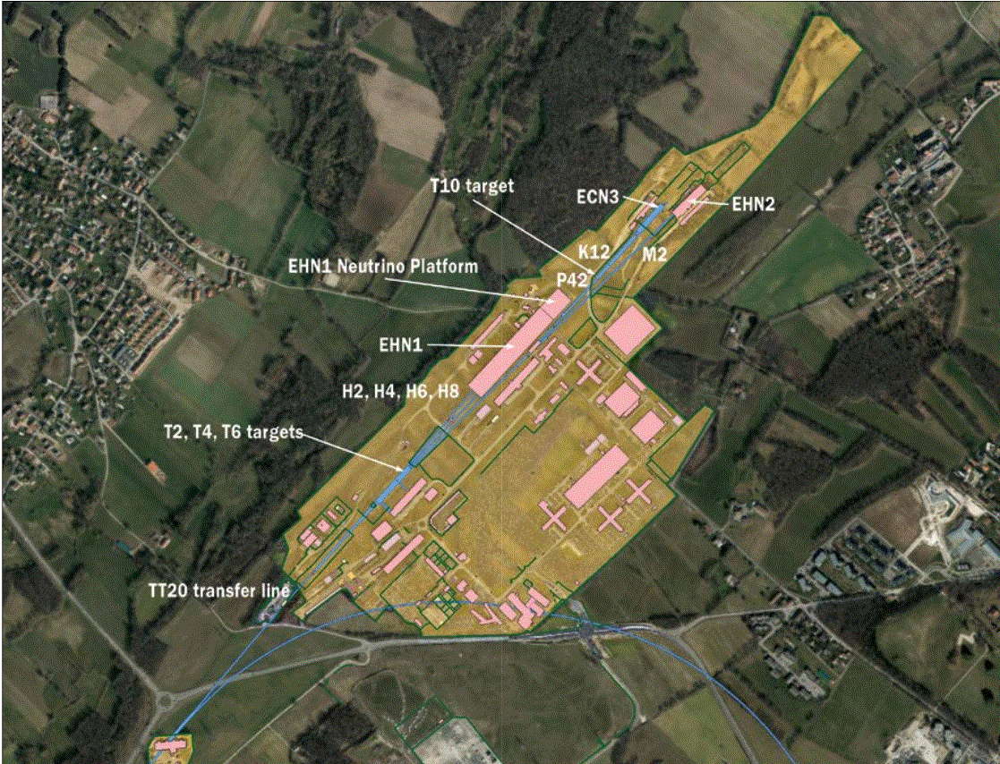 T10 target
ECN3
EHN2
K12
M2
EHN1 Neutrino Platform
P42
EHN1
H2, H4, H6, H8
T2, T4, T6 targets
TT20 transfer line